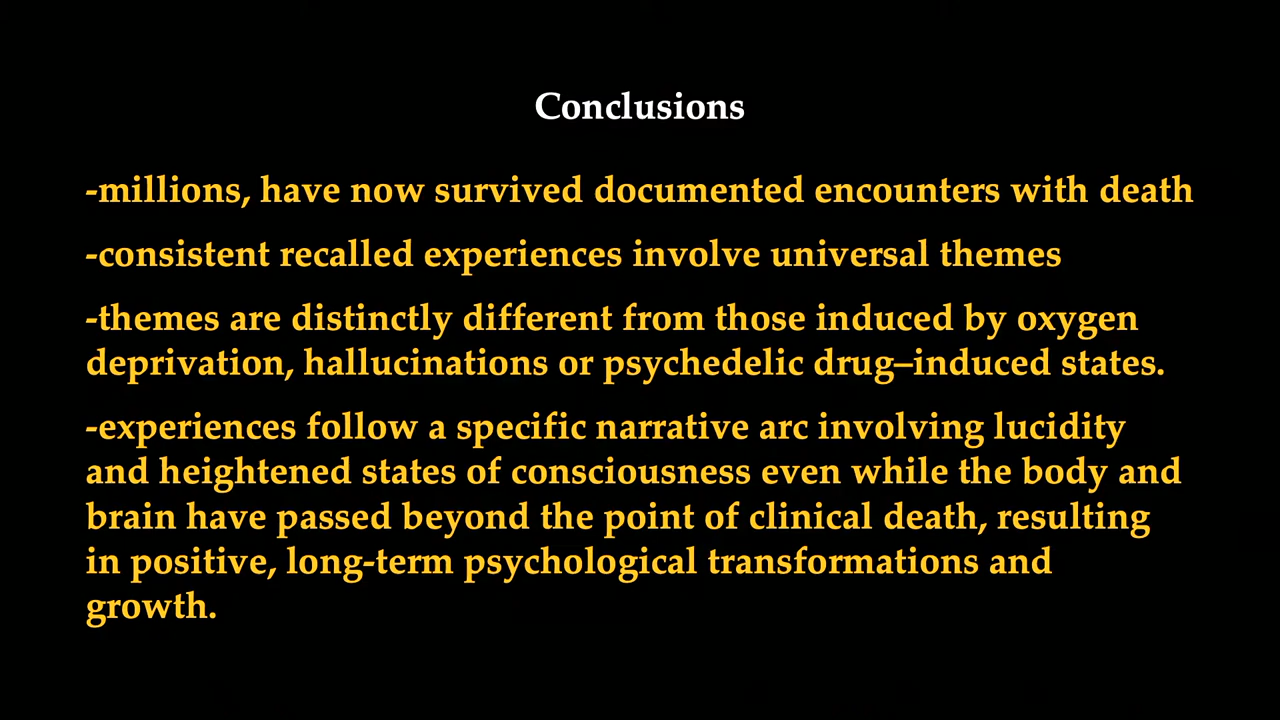 Conclusions
-millions, have now survived documented encounters with death
-consistent recalled experiences involve universal themes
-themes are distinctly different from those induced by oxygen
deprivation, hallucinations or psychedelic drug–induced states.
-experiences follow a specific narrative arc involving lucidity
and heightened states of consciousness even while the body and
brain have passed beyond the point of clinical death, resulting
in positive, long-term psychological transformations and
growth.